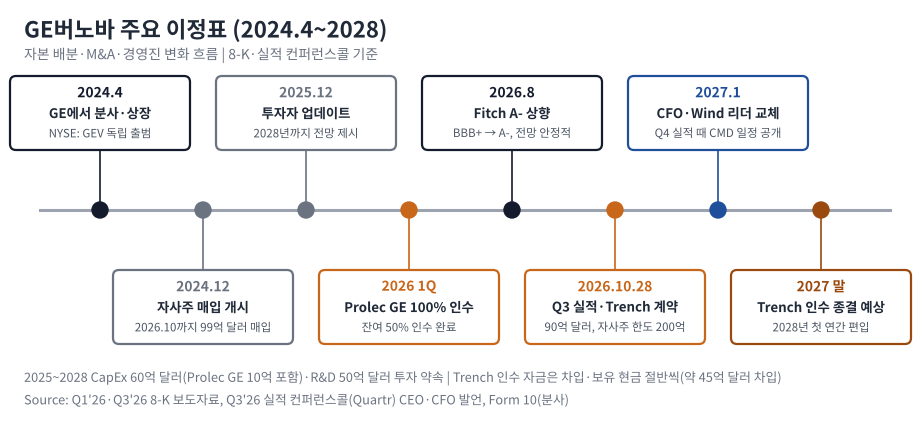 GE버노바 주요 이정표 (2024.4~2028)
자본 배분·M&A·경영진 변화 흐름 | 8-K·실적 컨퍼런스콜 기준
2024.4
GE에서 분사·상장
NYSE: GEV 독립 출범
2025.12
투자자 업데이트
2028년까지 전망 제시
2026.8
Fitch A- 상향
BBB+ → A-, 전망 안정적
2027.1
CFO·Wind 리더 교체
Q4 실적 때 CMD 일정 공개
2024.12
자사주 매입 개시
2026.10까지 99억 달러 매입
2026 1Q
Prolec GE 100% 인수
잔여 50% 인수 완료
2026.10.28
Q3 실적·Trench 계약
90억 달러, 자사주 한도 200억
2027 말
Trench 인수 종결 예상
2028년 첫 연간 편입
2025~2028 CapEx 60억 달러(Prolec GE 10억 포함)·R&D 50억 달러 투자 약속 | Trench 인수 자금은 차입·보유 현금 절반씩(약 45억 달러 차입)
Source: Q1'26·Q3'26 8-K 보도자료, Q3'26 실적 컨퍼런스콜(Quartr) CEO·CFO 발언, Form 10(분사)